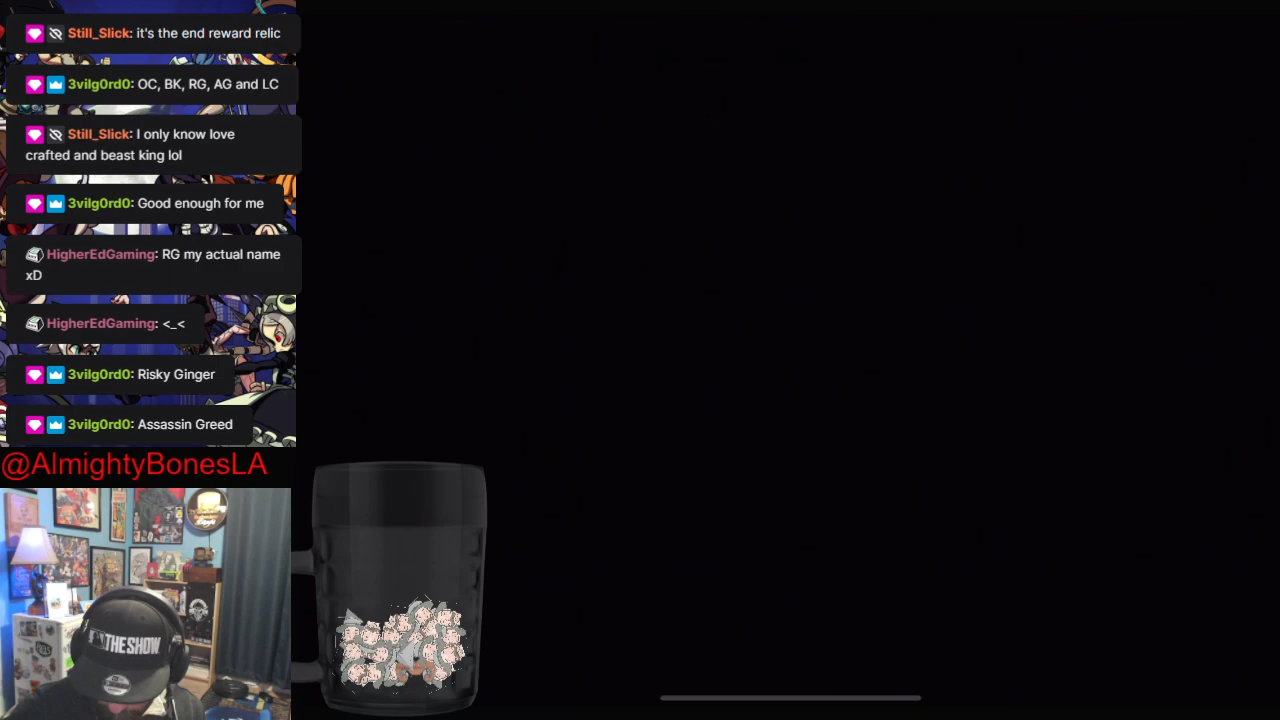 Still_Slick: it's the end reward relic
3vilg0rd0: OC, BK, RG, AG and LC
Still_Slick: I only know love
crafted and beast king lol
3vilg0rd0: Good enough for me
HigherEdGaming: RG my actual name
xD
HigherEdGaming: <_<
3vilg0rd0: Risky Ginger
3vilg0rd0: Assassin Greed
@AlmightyBonesLA
THE SHOW